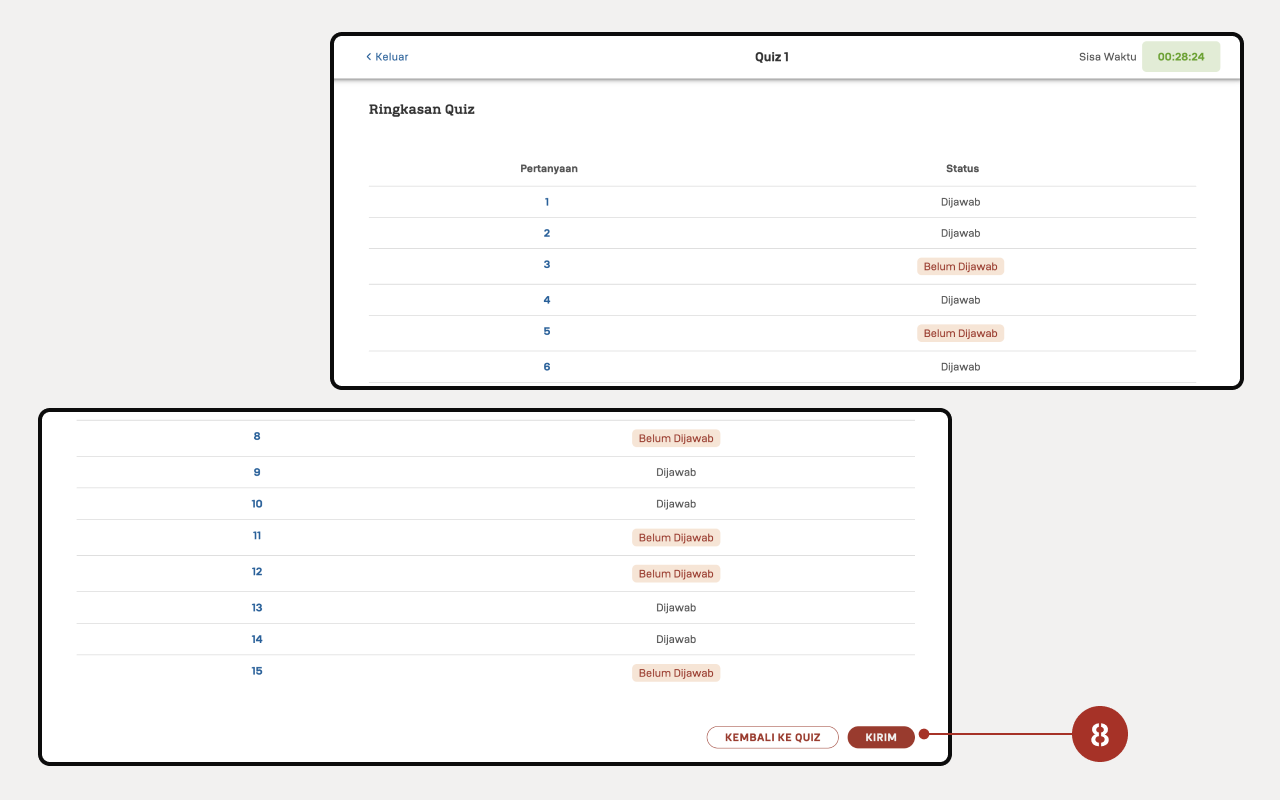 Keluar Quiz 1 Sisa Waktu 00:28:24
Ringkasan Quiz
Pertanyaan Status
1 Dijawab
2 Dijawab
3 Belum Dijawab
4 Dijawab
5 Belum Dijawab
6 Dijawab
8 Belum Dijawab
9 Dijawab
10 Dijawab
11 Belum Dijawab
12 Belum Dijawab
13 Dijawab
14 Dijawab
15 Belum Dijawab
KEMBALI KE QUIZ KIRIM 8